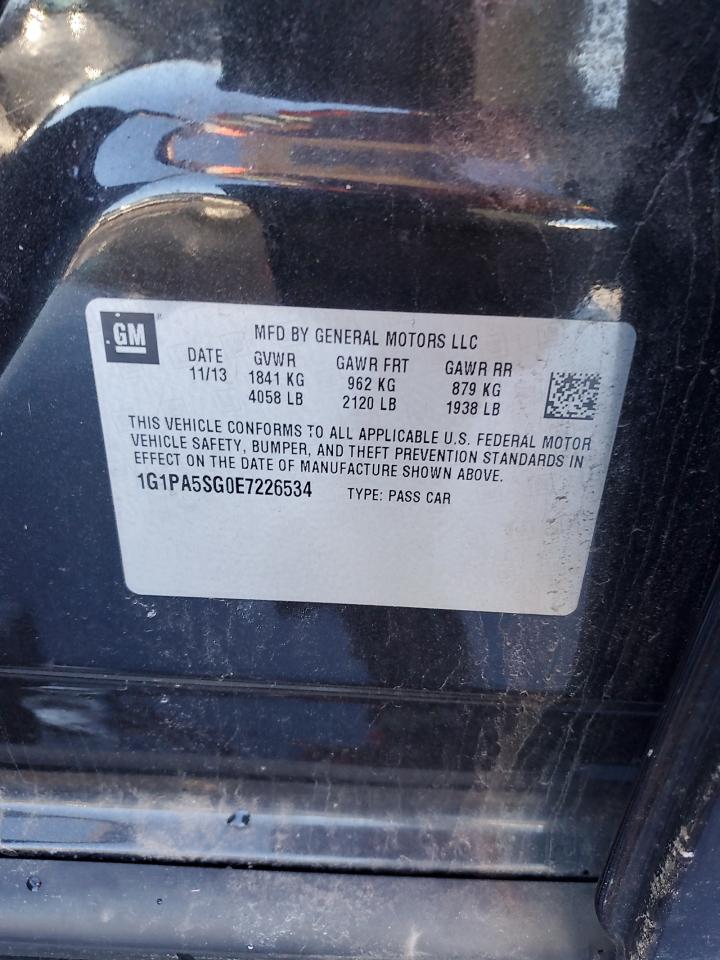 GM
MFD BY GENERAL MOTORS LLC
DATE GVWR GAWR FRT GAWR RR
11/13 1841 KG 962 KG 879 KG
4058 LB 2120 LB 1938 LB
THIS VEHICLE CONFORMS TO ALL APPLICABLE U.S. FEDERAL MOTOR
VEHICLE SAFETY, BUMPER, AND THEFT PREVENTION STANDARDS IN
EFFECT ON THE DATE OF MANUFACTURE SHOWN ABOVE.
1G1PA5SG0E7226534 TYPE: PASS CAR